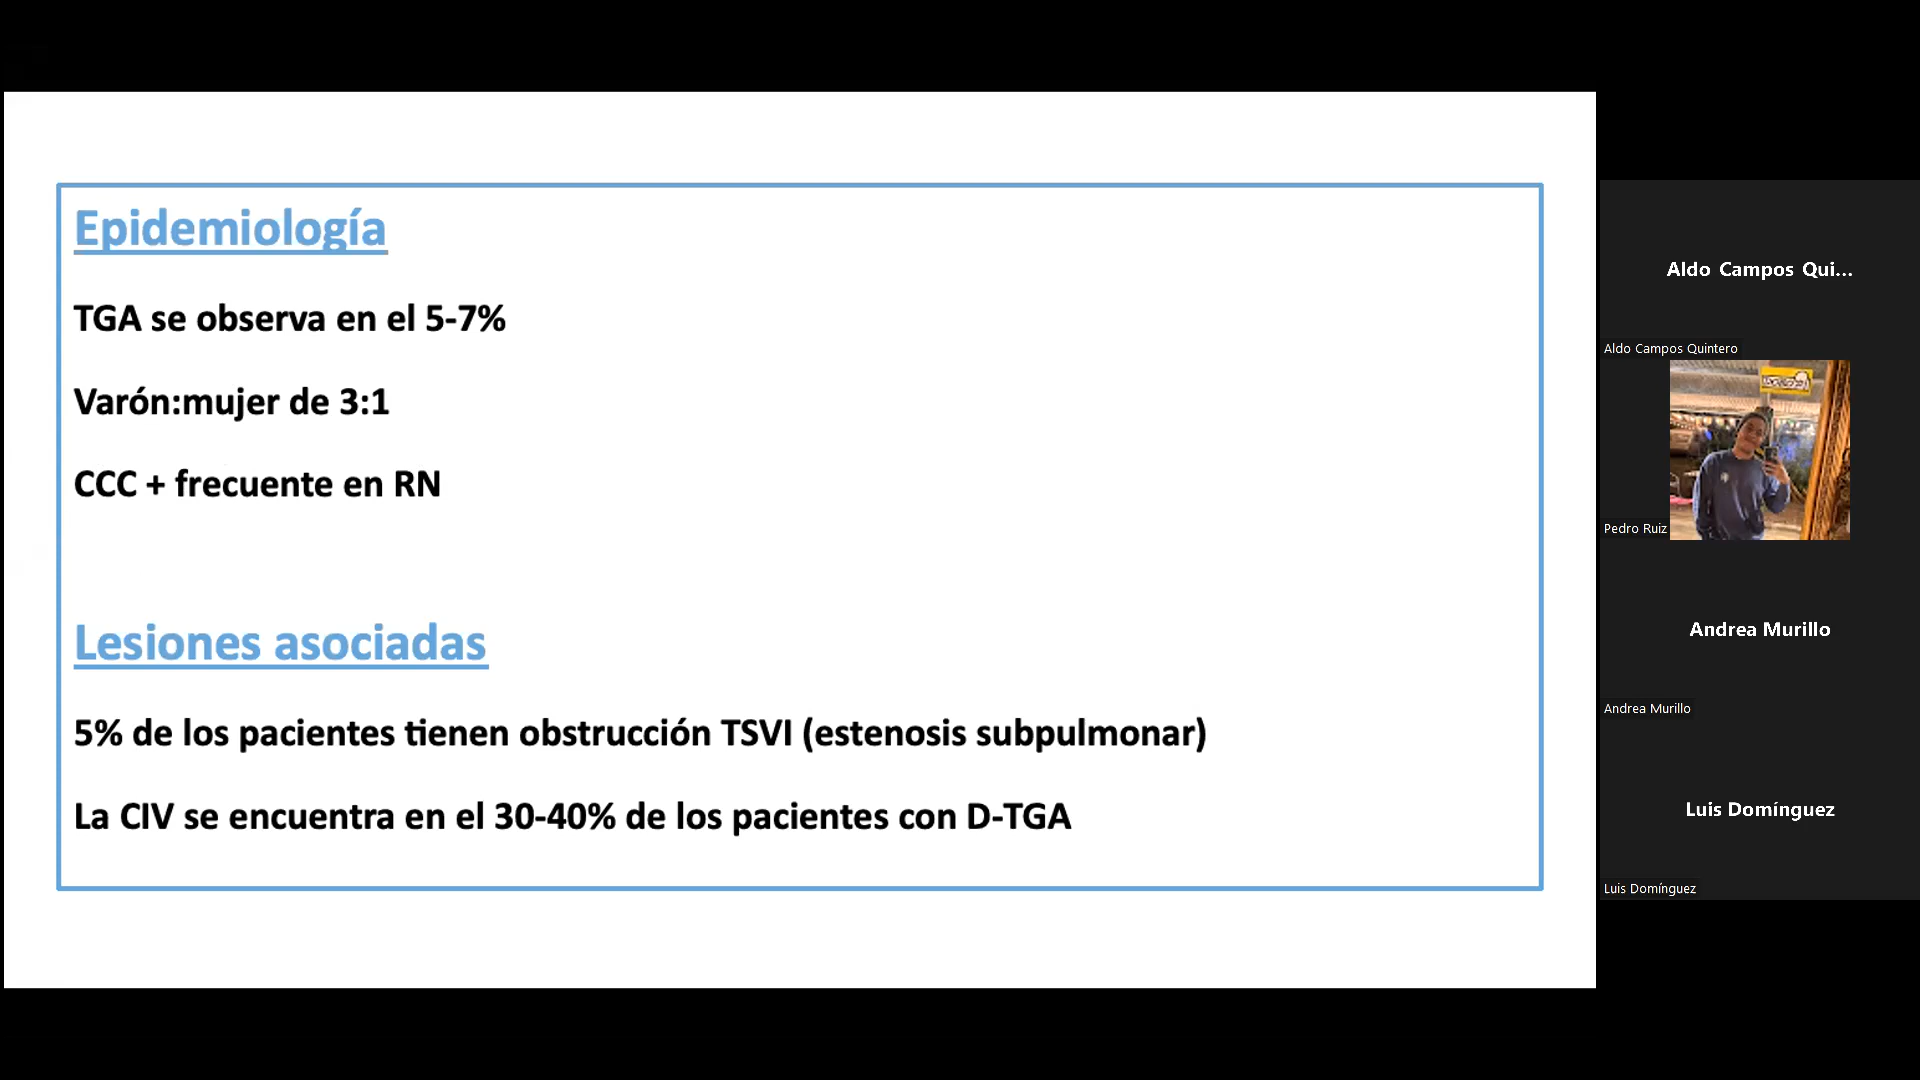 Epidemiología
TGA se observa en el 5-7%
Varón:mujer de 3:1
CCC + frecuente en RN
Lesiones asociadas
5% de los pacientes tienen obstrucción TSVI (estenosis subpulmonar)
La CIV se encuentra en el 30-40% de los pacientes con D-TGA
Aldo Campos Qui...
Aldo Campos Quintero
Pedro Ruiz
Andrea Murillo
Andrea Murillo
Luis Domínguez
Luis Domínguez